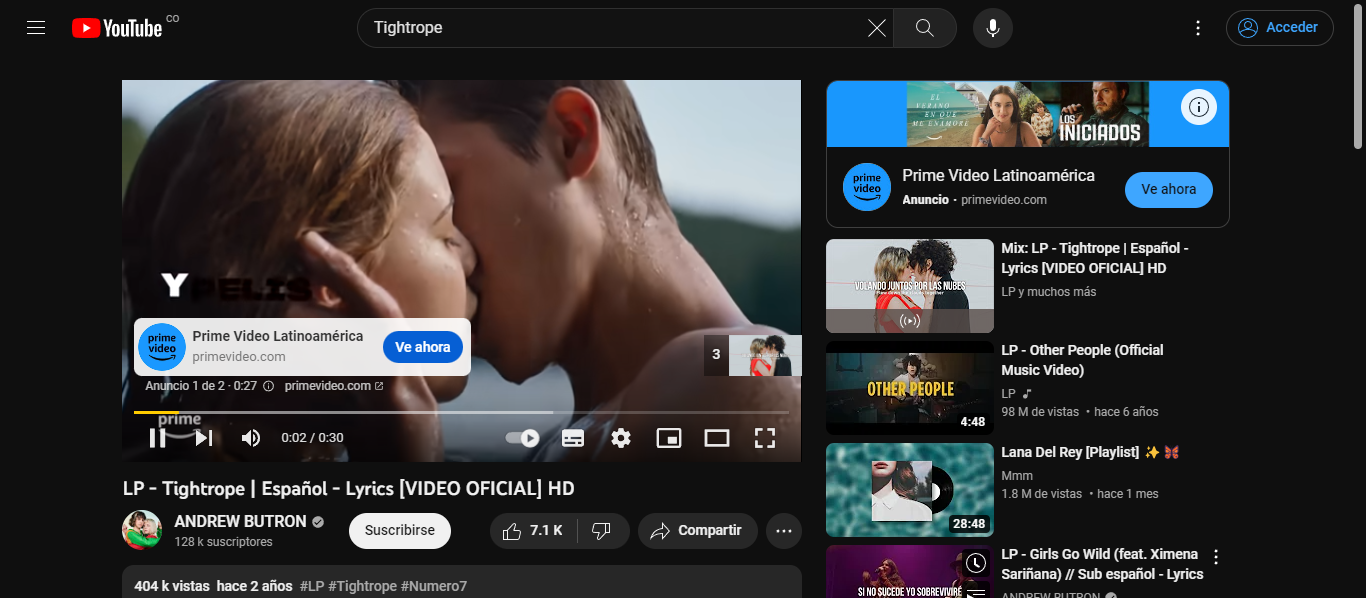 YouTube CO
Tightrope
Acceder
Y PELIS
prime video
Prime Video Latinoamérica
primevideo.com
Ve ahora
3
Anuncio 1 de 2 · 0:27
primevideo.com
prime
0:02 / 0:30
LP - Tightrope | Español - Lyrics [VIDEO OFICIAL] HD
ANDREW BUTRON
128 k suscriptores
Suscribirse
7.1 K
Compartir
404 k vistas hace 2 años #LP #Tightrope #Numero7
EL
VERANO
EN QUE
ME ENAMORÉ
LOS
INICIADOS
prime video
Prime Video Latinoamérica
Anuncio · primevideo.com
Ve ahora
VOLANDO JUNTOS POR LAS NUBES
Mix: LP - Tightrope | Español -
Lyrics [VIDEO OFICIAL] HD
LP y muchos más
OTHER PEOPLE
4:48
LP - Other People (Official
Music Video)
LP
98 M de vistas • hace 6 años
28:48
Lana Del Rey [Playlist] ✨ 🦋
Mmm
1.8 M de vistas • hace 1 mes
SI NO SUCEDE YO SOBREVIVIRÉ
LP - Girls Go Wild (feat. Ximena
Sariñana) // Sub español - Lyrics
ANDREW BUTRON